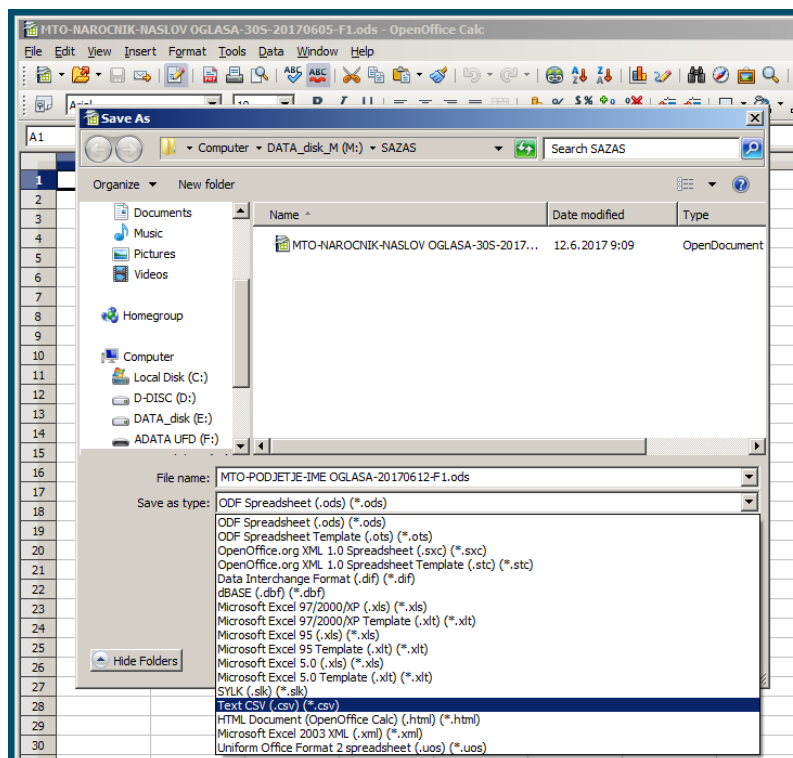 MTO-NAROCNIK-NASLOV OGLASA-30S-20170605-F1.ods - OpenOffice Calc
File Edit View Insert Format Tools Data Window Help
Save As
A1
Computer DATA_disk_M (M:) SAZAS
Search SAZAS
Organize New folder
Documents
Music
Pictures
Videos
Homegroup
Computer
Local Disk (C:)
D-DISC (D:)
DATA_disk (E:)
ADATA UFD (F:)
Name Date modified Type
MTO-NAROCNIK-NASLOV OGLASA-30S-2017... 12.6.2017 9:09 OpenDocument
File name: MTO-PODJETJE-IME OGLASA-20170612-F1.ods
Save as type: ODF Spreadsheet (.ods) (*.ods)
ODF Spreadsheet (.ods) (*.ods)
ODF Spreadsheet Template (.ots) (*.ots)
OpenOffice.org XML 1.0 Spreadsheet (.sxc) (*.sxc)
OpenOffice.org XML 1.0 Spreadsheet Template (.stc) (*.stc)
Data Interchange Format (.dif) (*.dif)
dBASE (.dbf) (*.dbf)
Microsoft Excel 97/2000/XP (.xls) (*.xls)
Microsoft Excel 97/2000/XP Template (.xlt) (*.xlt)
Microsoft Excel 95 (.xls) (*.xls)
Microsoft Excel 95 Template (.xlt) (*.xlt)
Microsoft Excel 5.0 (.xls) (*.xls)
Microsoft Excel 5.0 Template (.xlt) (*.xlt)
SYLK (.slk) (*.slk)
Text CSV (.csv) (*.csv)
HTML Document (OpenOffice Calc) (.html) (*.html)
Microsoft Excel 2003 XML (.xml) (*.xml)
Uniform Office Format 2 spreadsheet (.uos) (*.uos)
Hide Folders
1
2
3
4
5
6
7
8
9
10
11
12
13
14
15
16
17
18
19
20
21
22
23
24
25
26
27
28
29
30